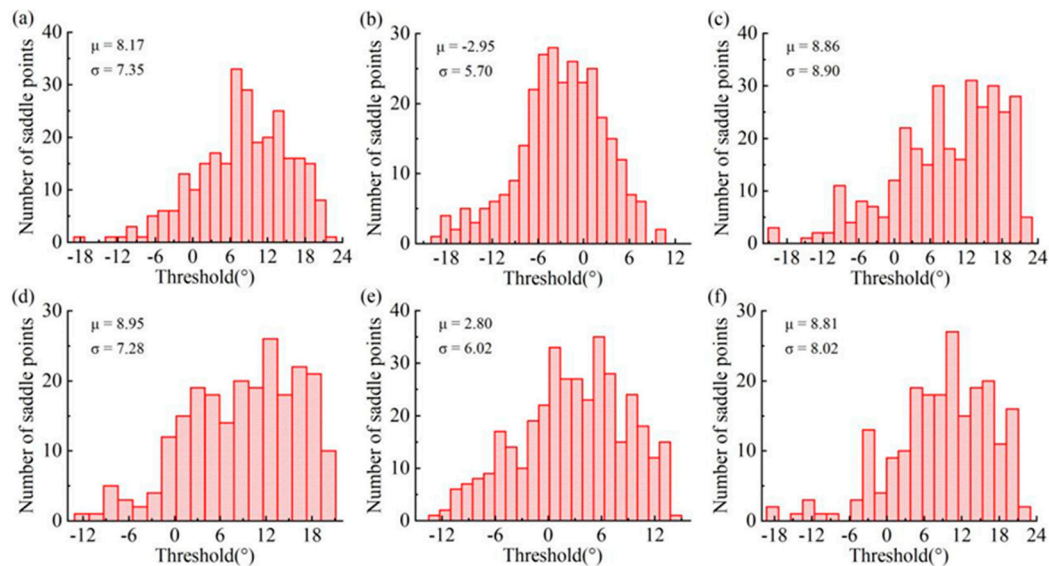 (a)
40
30
20
10
0
Number of saddle points
μ = 8.17
σ = 7.35
-18 -12 -6 0 6 12 18 24
Threshold(°)
(b)
30
20
10
0
Number of saddle points
μ = -2.95
σ = 5.70
-18 -12 -6 0 6 12
Threshold(°)
(c)
40
30
20
10
0
Number of saddle points
μ = 8.86
σ = 8.90
-18 -12 -6 0 6 12 18 24
Threshold(°)
(d)
30
20
10
0
Number of saddle points
μ = 8.95
σ = 7.28
-12 -6 0 6 12 18
Threshold(°)
(e)
40
30
20
10
0
Number of saddle points
μ = 2.80
σ = 6.02
-12 -6 0 6 12
Threshold(°)
(f)
30
20
10
0
Number of saddle points
μ = 8.81
σ = 8.02
-18 -12 -6 0 6 12 18 24
Threshold(°)